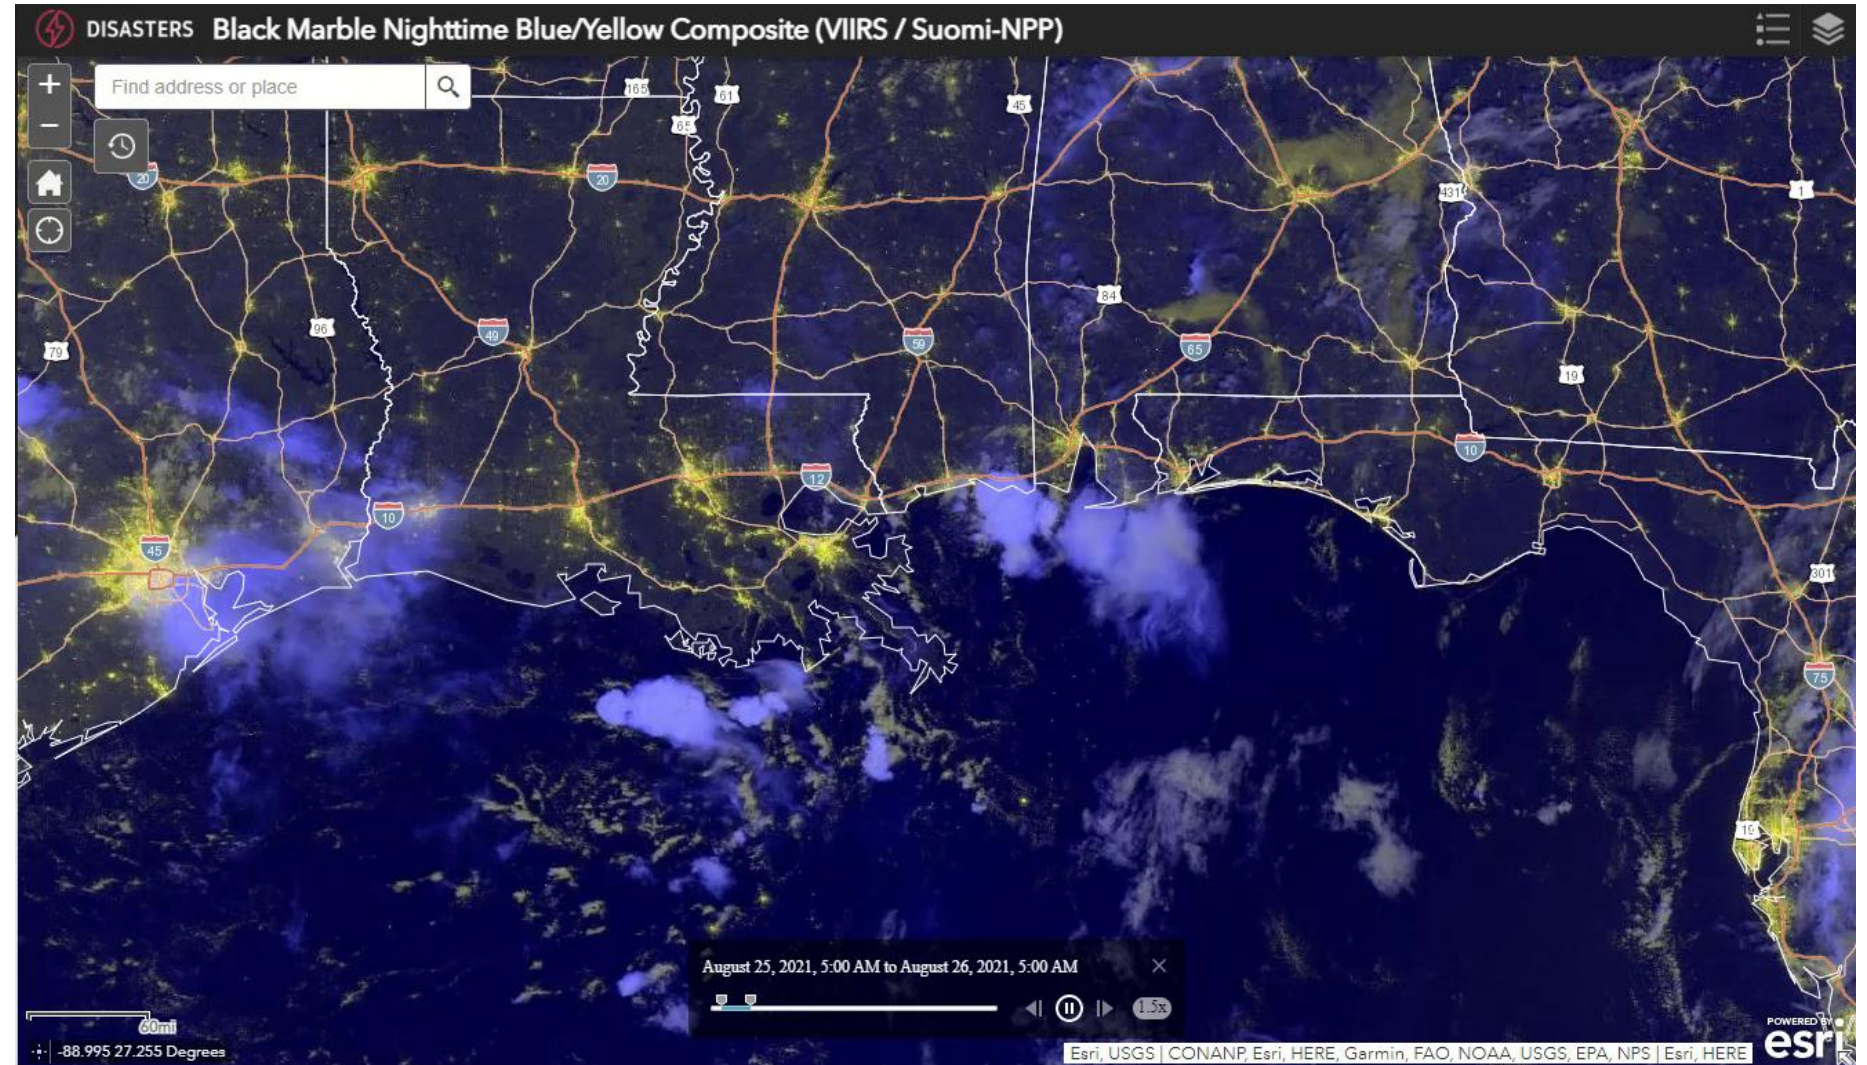 DISASTERS Black Marble Nighttime Blue/Yellow Composite (VIIRS / Suomi-NPP)
+
Find address or place
−
165
61
65
45
20
20
431
1
84
96
49
59
65
79
19
10
12
10
45
301
75
19
August 25, 2021, 5:00 AM to August 26, 2021, 5:00 AM
1.5x
60mi
-88.995 27.255 Degrees
POWERED BY
esri
Esri, USGS | CONANP, Esri, HERE, Garmin, FAO, NOAA, USGS, EPA, NPS | Esri, HERE